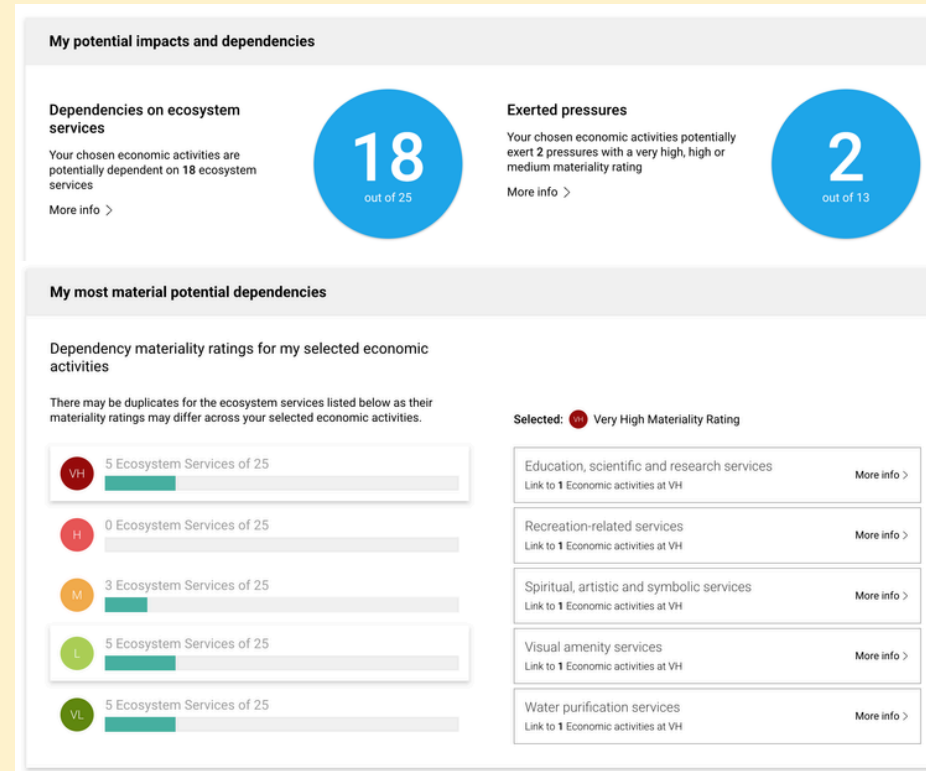 My potential impacts and dependencies
Dependencies on ecosystem
services
Your chosen economic activities are
potentially dependent on 18 ecosystem
services
More info >
18
out of 25
Exerted pressures
Your chosen economic activities potentially
exert 2 pressures with a very high, high or
medium materiality rating
More info >
2
out of 13
My most material potential dependencies
Dependency materiality ratings for my selected economic
activities
There may be duplicates for the ecosystem services listed below as their
materiality ratings may differ across your selected economic activities.
VH
5 Ecosystem Services of 25
H
0 Ecosystem Services of 25
M
3 Ecosystem Services of 25
L
5 Ecosystem Services of 25
VL
5 Ecosystem Services of 25
Selected: VH Very High Materiality Rating
Education, scientific and research services
Link to 1 Economic activities at VH
More info >
Recreation-related services
Link to 1 Economic activities at VH
More info >
Spiritual, artistic and symbolic services
Link to 1 Economic activities at VH
More info >
Visual amenity services
Link to 1 Economic activities at VH
More info >
Water purification services
Link to 1 Economic activities at VH
More info >